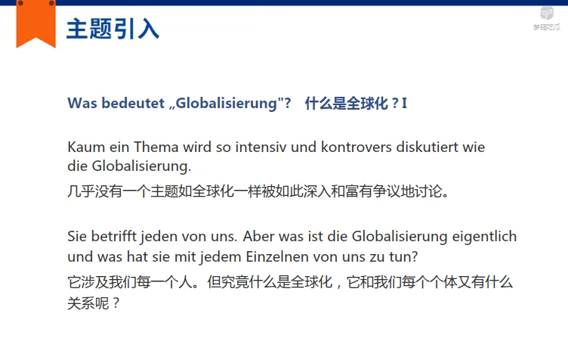 主题引入
Was bedeutet „Globalisierung"? 什么是全球化？I
Kaum ein Thema wird so intensiv und kontrovers diskutiert wie
die Globalisierung.
几乎没有一个主题如全球化一样被如此深入和富有争议地讨论。
Sie betrifft jeden von uns. Aber was ist die Globalisierung eigentlich
und was hat sie mit jedem Einzelnen von uns zu tun?
它涉及我们每一个人。但究竟什么是全球化，它和我们每个个体又有什么
关系呢？